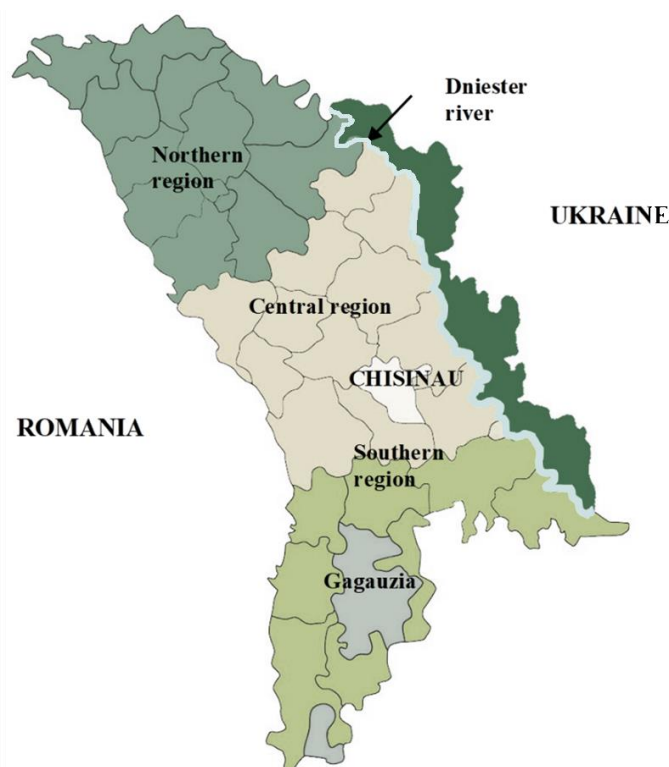 Dniester
river
Northern
region
UKRAINE
Central region
CHISINAU
ROMANIA
Southern
region
Gagauzia